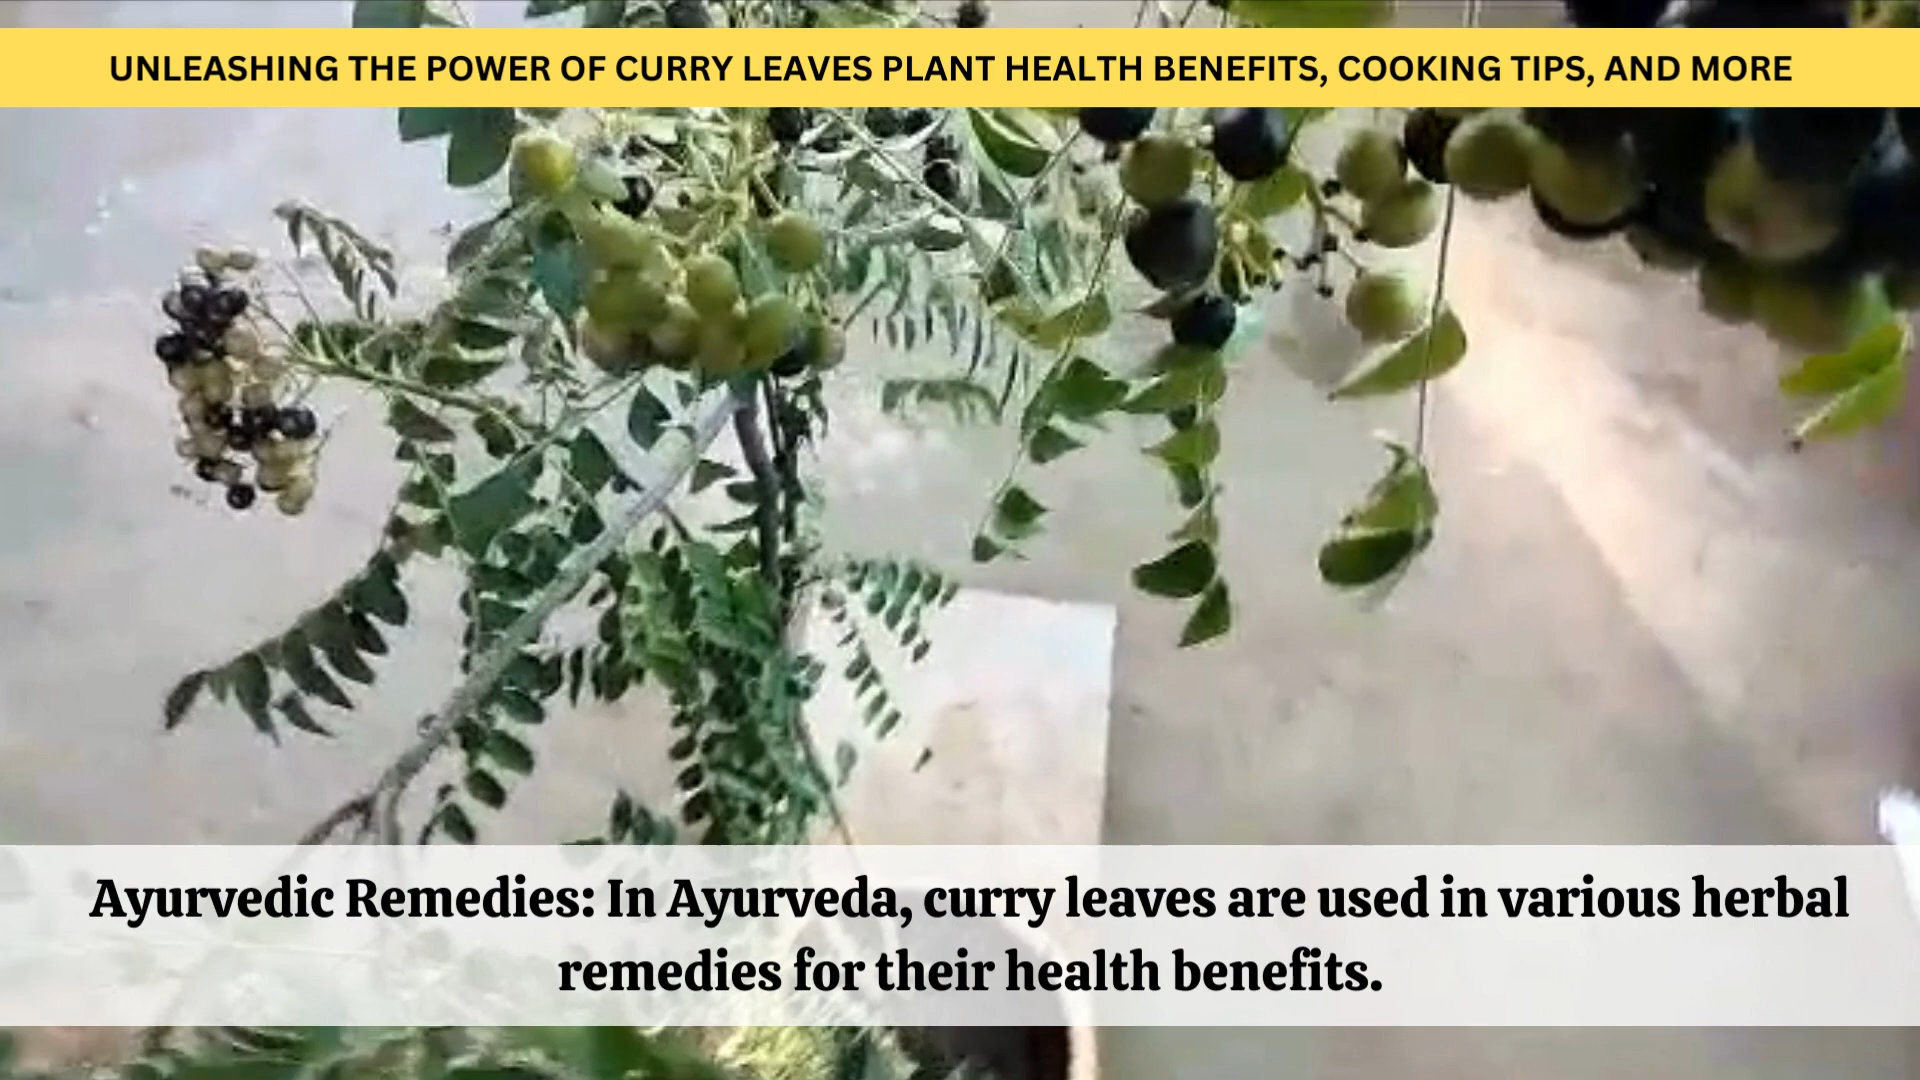 UNLEASHING THE POWER OF CURRY LEAVES PLANT HEALTH BENEFITS, COOKING TIPS, AND MORE
Ayurvedic Remedies: In Ayurveda, curry leaves are used in various herbal
remedies for their health benefits.